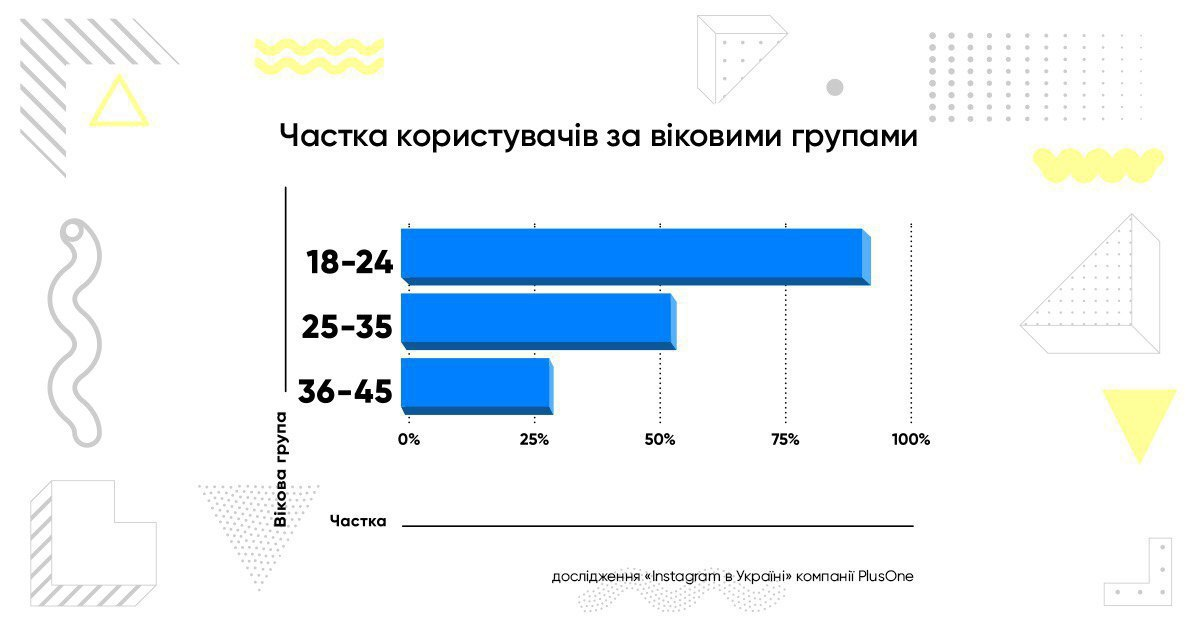 Частка користувачів за віковими групами
18-24
25-35
36-45
0% 25% 50% 75% 100%
Вікова група
Частка
дослідження «Instagram в Україні» компанії PlusOne